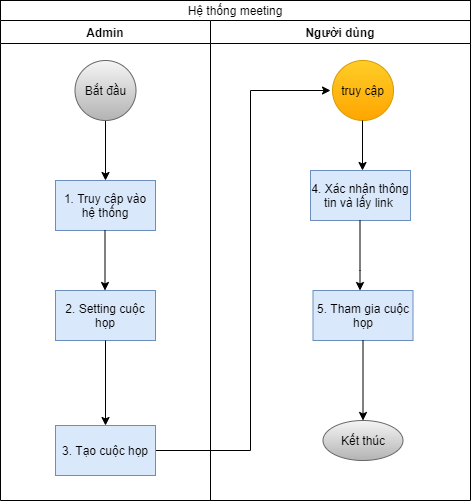 Hệ thống meeting
Admin
Người dủng
Bắt đầu
1. Truy cập vào
hệ thống
2. Setting cuộc
họp
3. Tạo cuộc họp
truy cập
4. Xác nhận thông
tin và lấy link
5. Tham gia cuộc
họp
Kết thúc